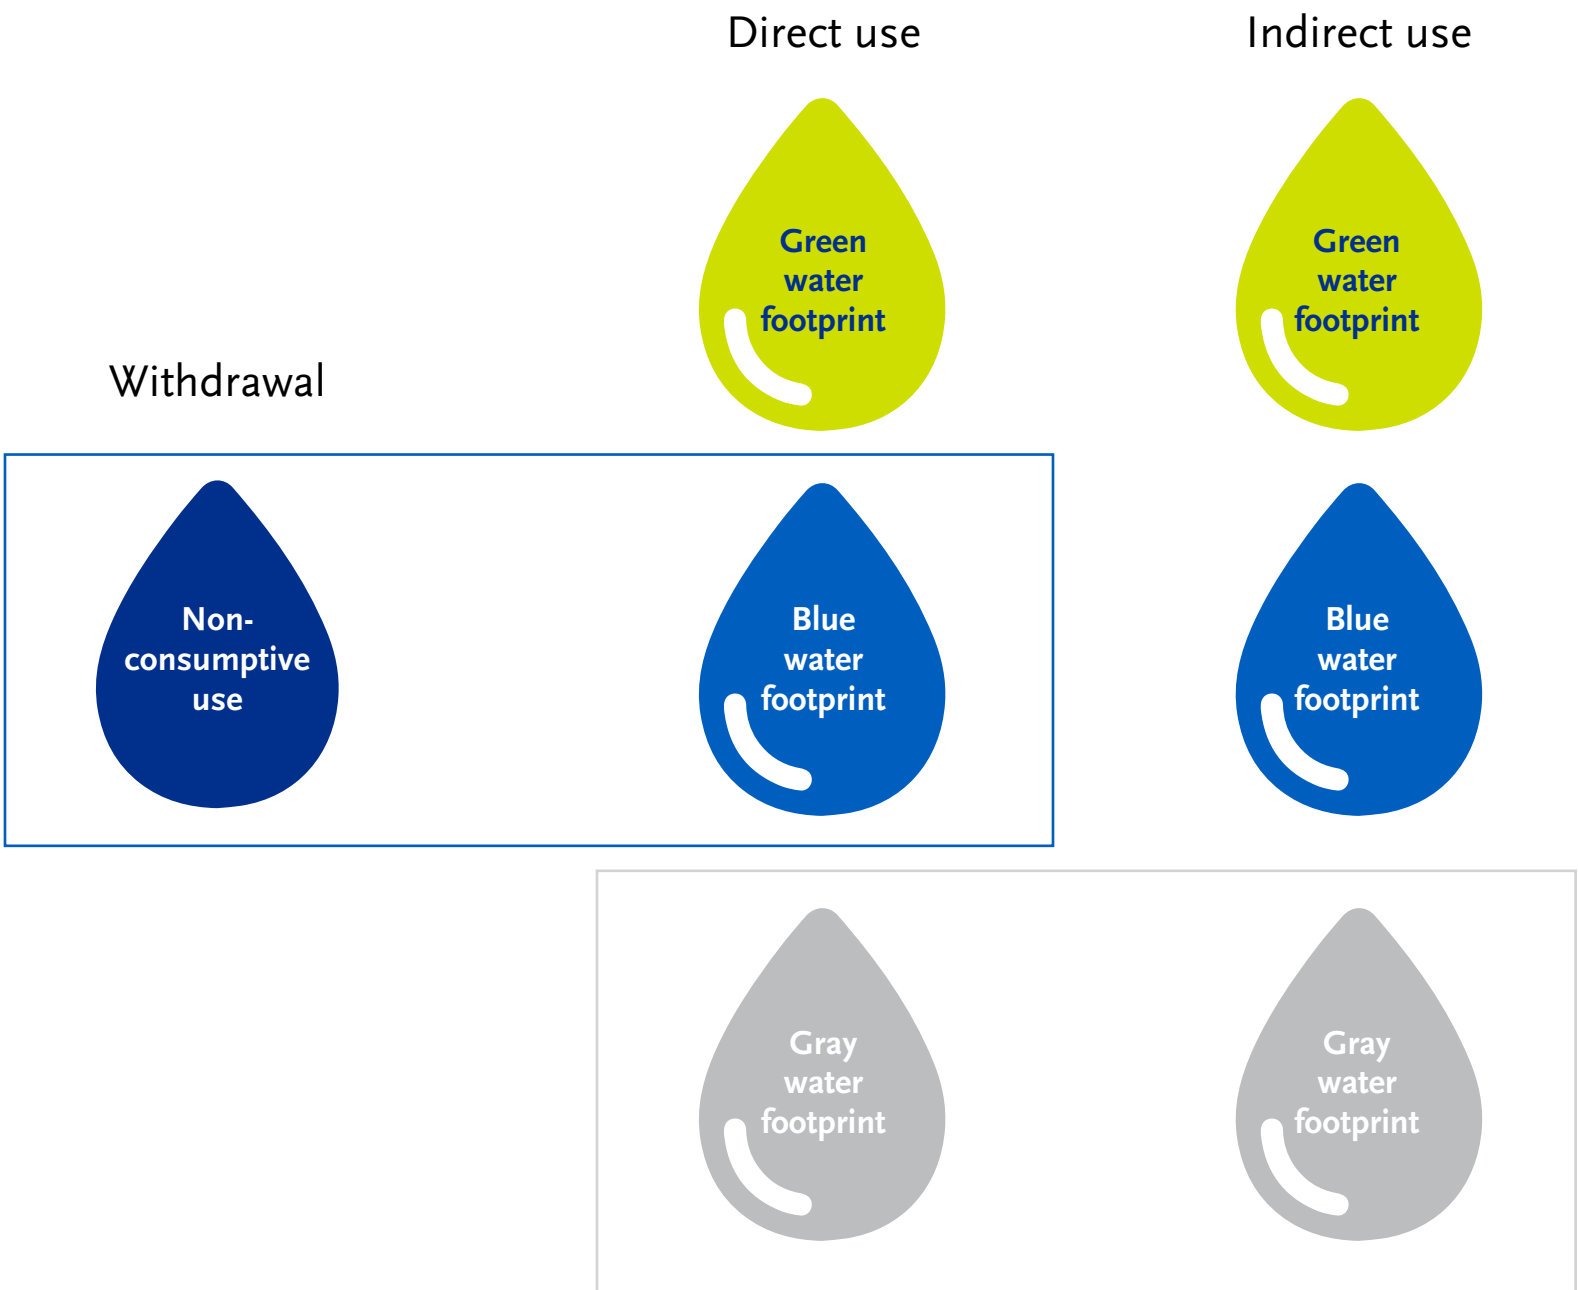 Direct use
Indirect use
Green
water
footprint
Green
water
footprint
Withdrawal
Non-
consumptive
use
Blue
water
footprint
Blue
water
footprint
Gray
water
footprint
Gray
water
footprint